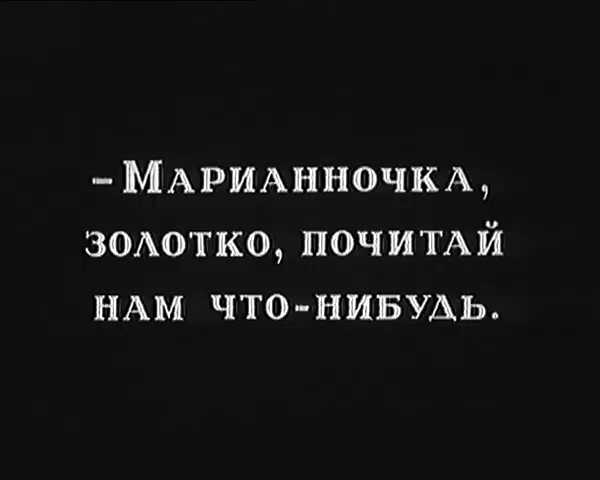 – Марианночка,
золотко, почитай
нам что-нибудь.